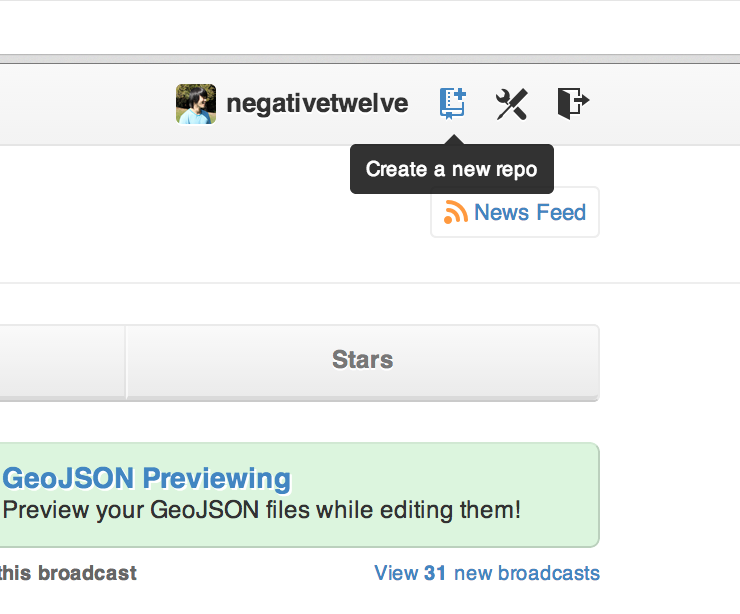 negativetwelve
Create a new repo
News Feed
Stars
GeoJSON Previewing
Preview your GeoJSON files while editing them!
this broadcast
View 31 new broadcasts